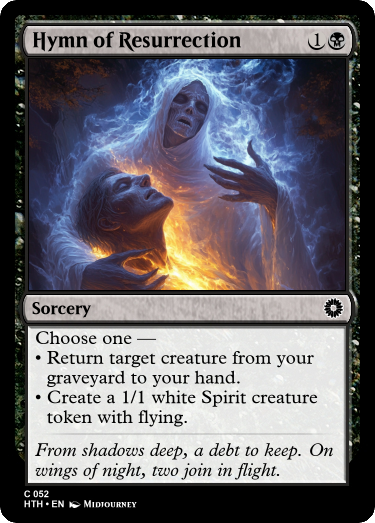 Hymn of Resurrection 1
Sorcery
Choose one —
• Return target creature from your
graveyard to your hand.
• Create a 1/1 white Spirit creature
token with flying.
From shadows deep, a debt to keep. On
wings of night, two join in flight.
C 052
HTH • EN Midjourney